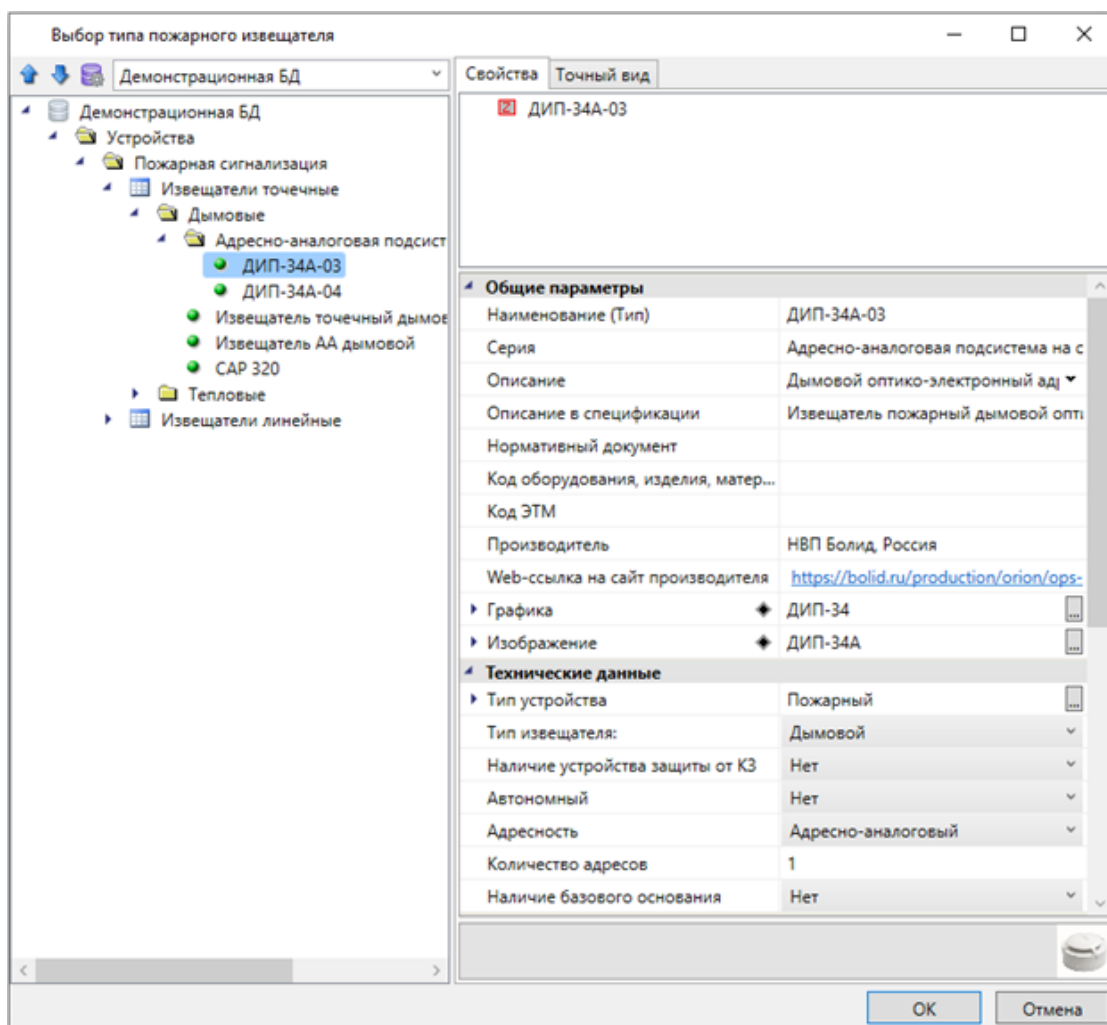 Выбор типа пожарного извещателя
Демонстрационная БД
Демонстрационная БД
Устройства
Пожарная сигнализация
Извещатели точечные
Дымовые
Адресно-аналоговая подсист
ДИП-34А-03
ДИП-34А-04
Извещатель точечный дымов
Извещатель АА дымовой
САР 320
Тепловые
Извещатели линейные
Свойства Точный вид
ДИП-34А-03
Общие параметры
Наименование (Тип) ДИП-34А-03
Серия Адресно-аналоговая подсистема на с
Описание Дымовой оптико-электронный адр
Описание в спецификации Извещатель пожарный дымовой опти
Нормативный документ
Код оборудования, изделия, матер...
Код ЭТМ
Производитель НВП Болид, Россия
Web-ссылка на сайт производителя https://bolid.ru/production/orion/ops-
Графика ДИП-34
Изображение ДИП-34А
Технические данные
Тип устройства Пожарный
Тип извещателя: Дымовой
Наличие устройства защиты от КЗ Нет
Автономный Нет
Адресность Адресно-аналоговый
Количество адресов 1
Наличие базового основания Нет
OK Отмена